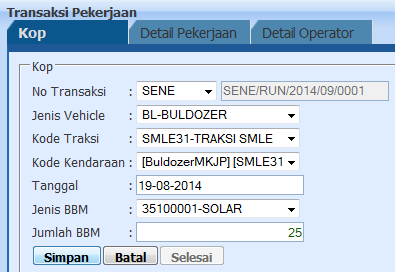 Transaksi Pekerjaan
Kop Detail Pekerjaan Detail Operator
Kop
No Transaksi : SENE SENE/RUN/2014/09/0001
Jenis Vehicle : BL-BULDOZER
Kode Traksi : SMLE31-TRAKSI SMLE
Kode Kendaraan : [BuldozerMKJP] [SMLE31
Tanggal : 19-08-2014
Jenis BBM : 35100001-SOLAR
Jumlah BBM : 25
Simpan Batal Selesai